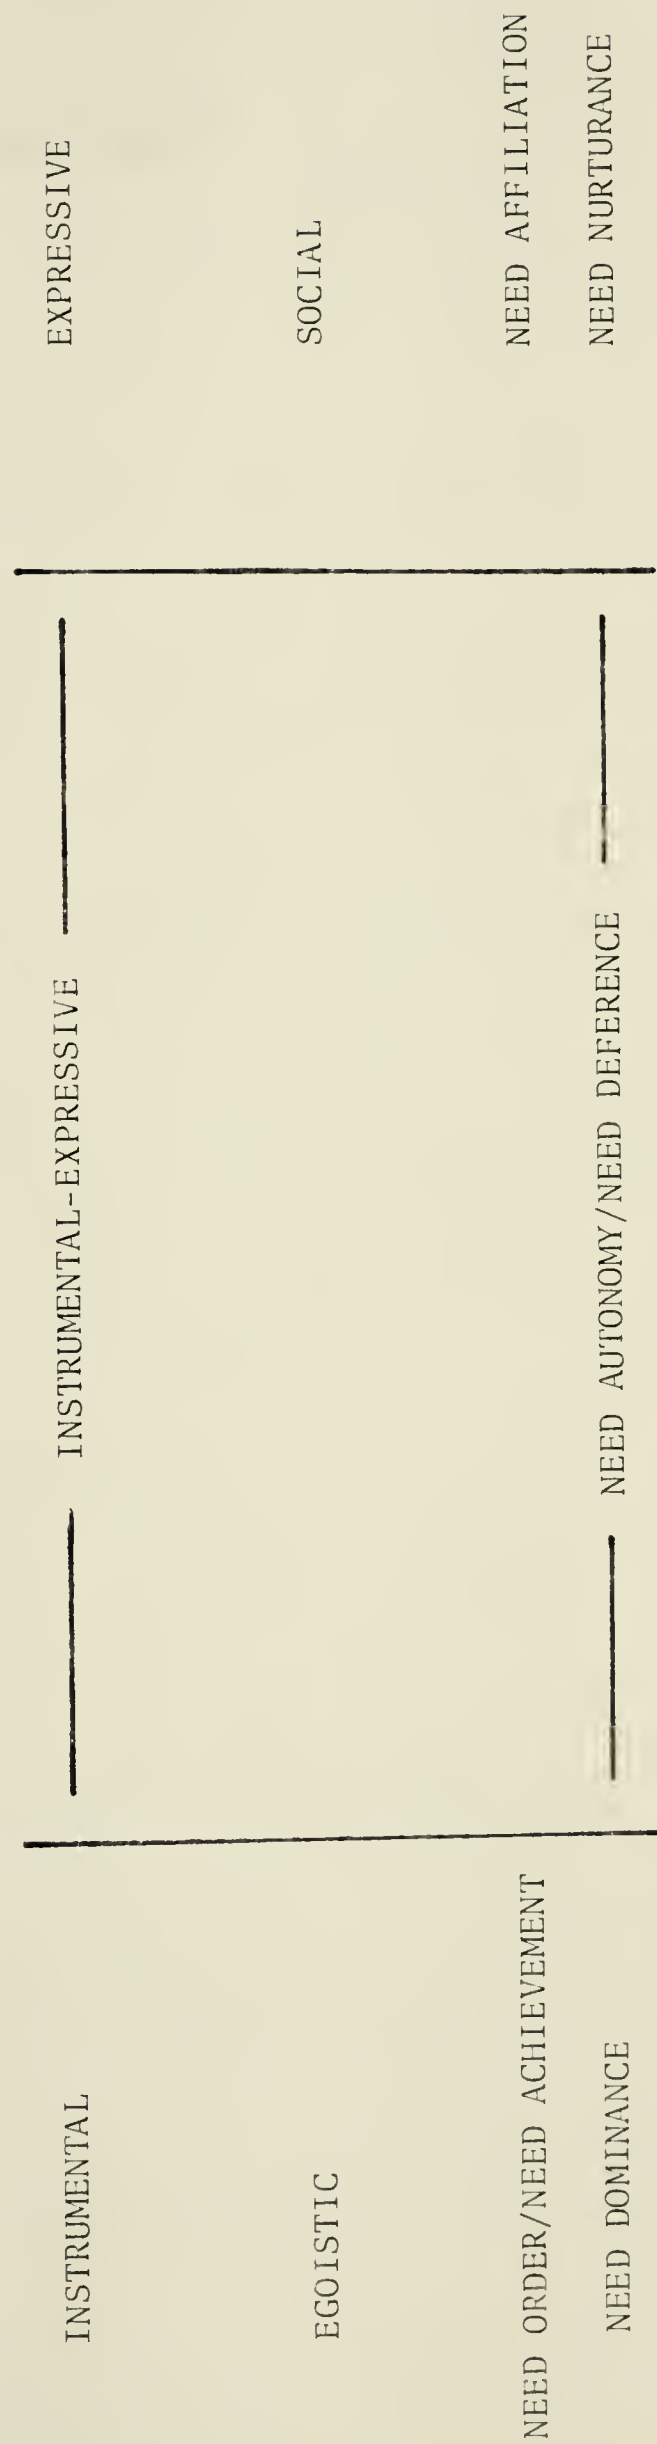 INSTRUMENTAL INSTRUMENTAL-EXPRESSIVE EXPRESSIVE
EGOISTIC SOCIAL
NEED ORDER/NEED ACHIEVEMENT NEED AFFILIATION
NEED DOMINANCE NEED AUTONOMY/NEED DEFERENCE NEED NURTURANCE